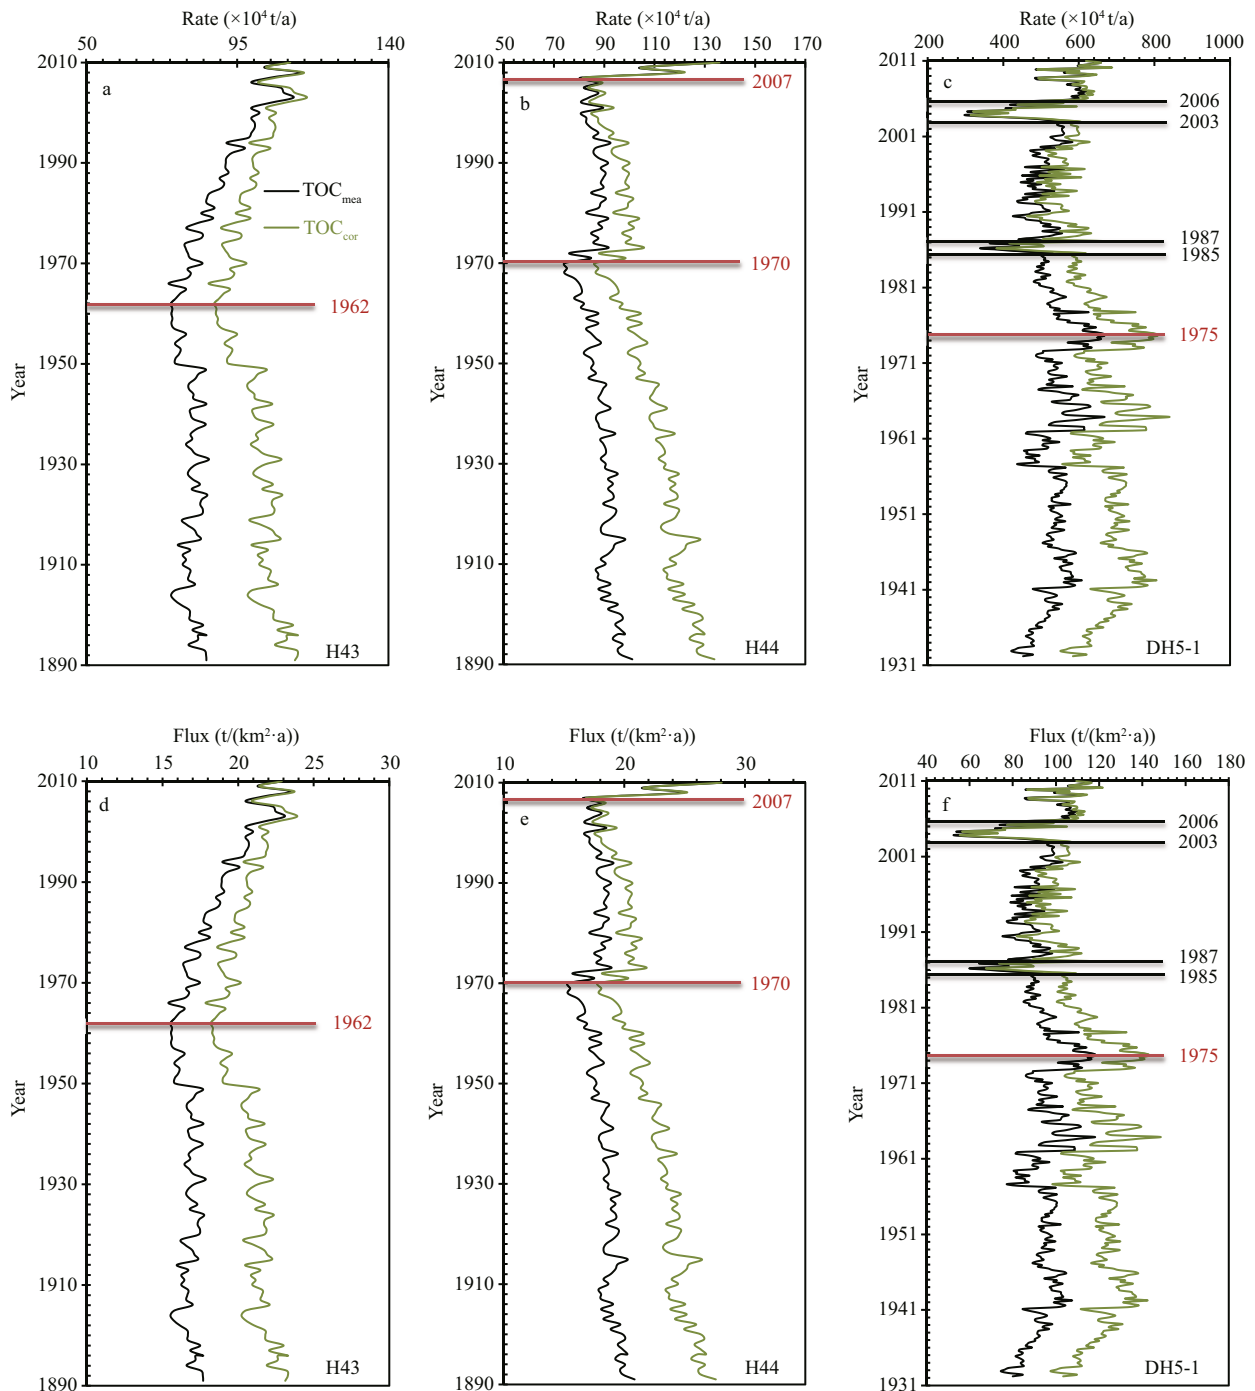 Rate (×10⁴ t/a)
50 95 140
2010
1990
1970
1950
1930
1910
1890
Year
a
TOCmea
TOCcor
1962
H43
Rate (×10⁴ t/a)
50 70 90 110 130 150 170
2010
1990
1970
1950
1930
1910
1890
Year
b
2007
1970
H44
Rate (×10⁴ t/a)
200 400 600 800 1000
2011
2001
1991
1981
1971
1961
1951
1941
1931
Year
c
2006
2003
1987
1985
1975
DH5-1
Flux (t/(km²·a))
10 15 20 25 30
2010
1990
1970
1950
1930
1910
1890
Year
d
1962
H43
Flux (t/(km²·a))
10 20 30
2010
1990
1970
1950
1930
1910
1890
Year
e
2007
1970
H44
Flux (t/(km²·a))
40 60 80 100 120 140 160 180
2011
2001
1991
1981
1971
1961
1951
1941
1931
Year
f
2006
2003
1987
1985
1975
DH5-1